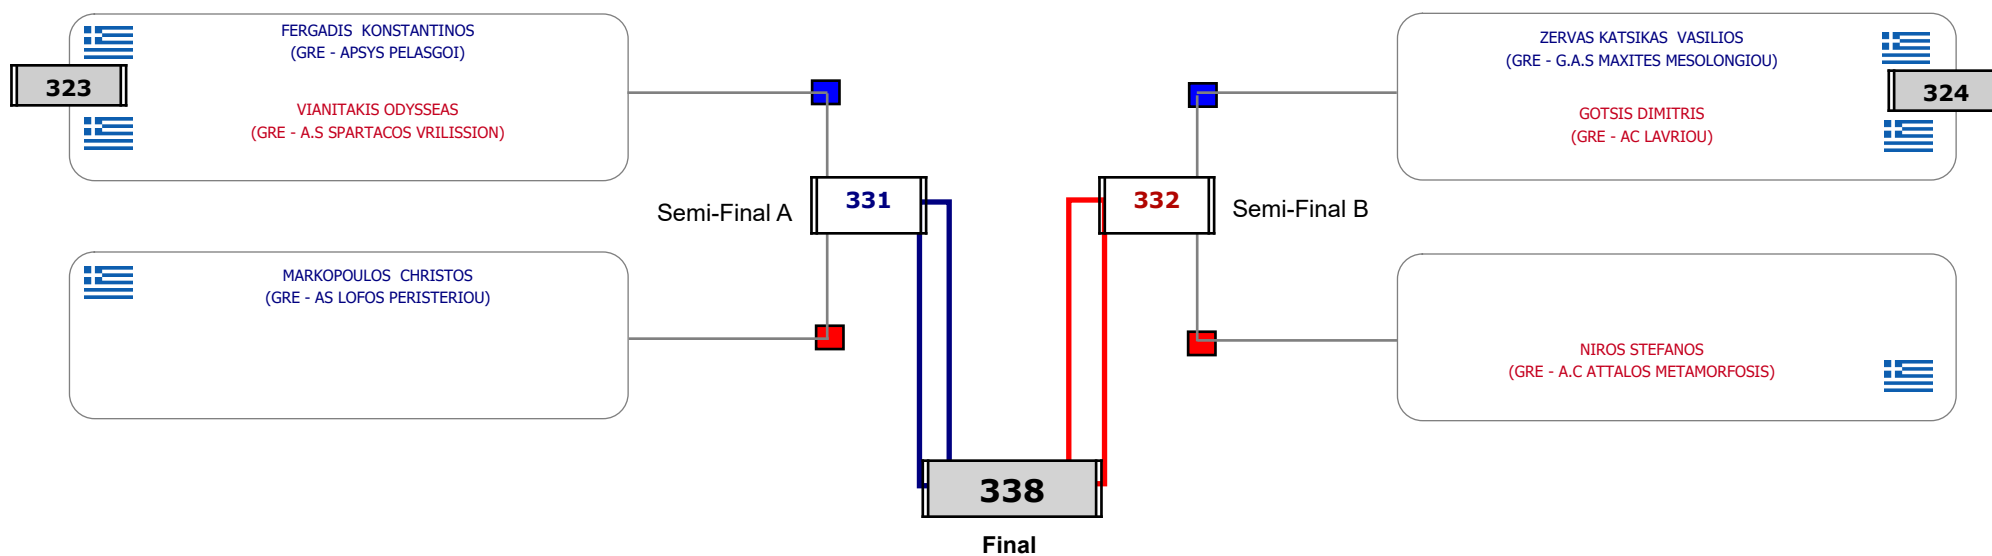 FERGADIS KONSTANTINOS
(GRE - APSYS PELASGOI)
323
VIANITAKIS ODYSSEAS
(GRE - A.S SPARTACOS VRILISSION)
ZERVAS KATSIKAS VASILIOS
(GRE - G.A.S MAXITES MESOLONGIOU)
324
GOTSIS DIMITRIS
(GRE - AC LAVRIOU)
Semi-Final A
331
332
Semi-Final B
MARKOPOULOS CHRISTOS
(GRE - AS LOFOS PERISTERIOU)
NIROS STEFANOS
(GRE - A.C ATTALOS METAMORFOSIS)
338
Final